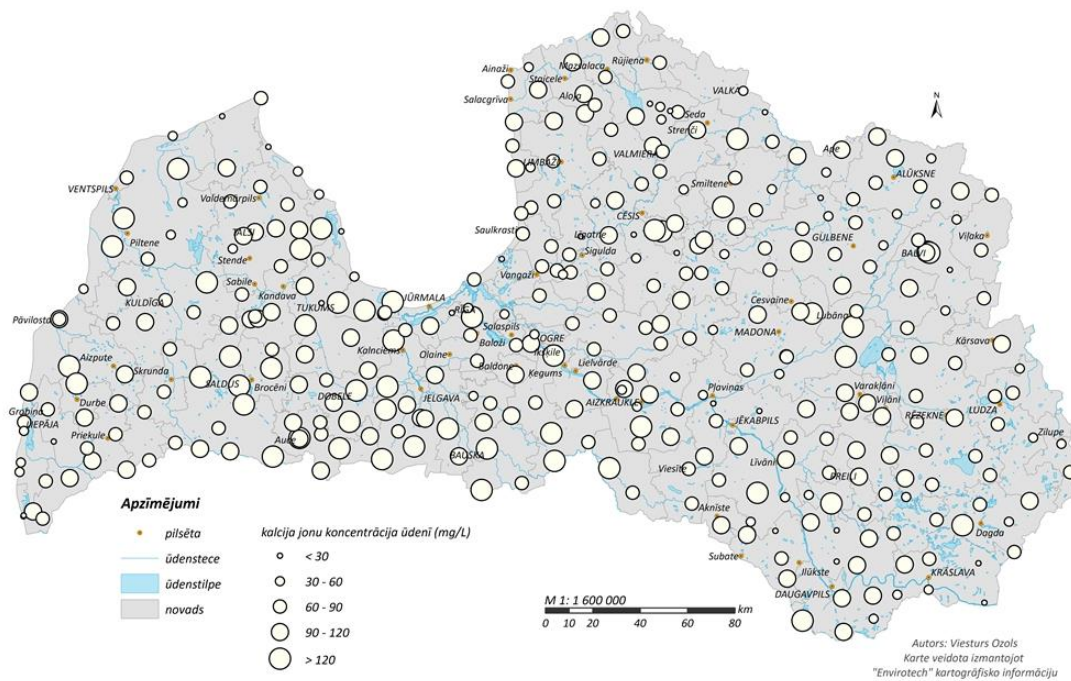 Rūjiena
Mazsalaca
Ainaži
Staicele
Aloja
Salacgrīva
VALKA
Seda
Strenči
VALMIERA
LIMBAŽI
Ape
ALŪKSNE
Smiltene
VENTSPILS
Valdemārpils
CĒSIS
Piltene
TALSI
Saulkrasti
Līgatne
Sigulda
GULBENE
Viļaka
BALVI
Stende
Vangaži
Sabile
Kandava
KULDĪGA
TUKUMS
JŪRMALA
Cesvaine
Pāvilosta
RĪGA
Lubāna
MADONA
Salaspils
Baloži
OGRE
Ikšķile
Kārsava
Kalnciems
Olaine
Aizpute
Skrunda
Baldone
Ķegums
Lielvārde
SALDUS
Brocēni
DOBELE
JELGAVA
AIZKRAUKLE
Pļaviņas
Varakļāni
Viļāni
RĒZEKNE
LUDZA
Durbe
Grobiņa
LIEPĀJA
Priekule
Auce
JĒKABPILS
Zilupe
BAUSKA
Viesīte
Līvāni
PREIĻI
Aknīste
Dagda
Subate
Ilūkste
KRĀSLAVA
DAUGAVPILS
N
Apzīmējumi
pilsēta
ūdenstece
ūdenstilpe
novads
kalcija jonu koncentrācija ūdenī (mg/L)
< 30
30 - 60
60 - 90
90 - 120
> 120
M 1: 1 600 000
km
0 10 20 40 60 80
Autors: Viesturs Ozols
Karte veidota izmantojot
"Envirotech" kartogrāfisko informāciju